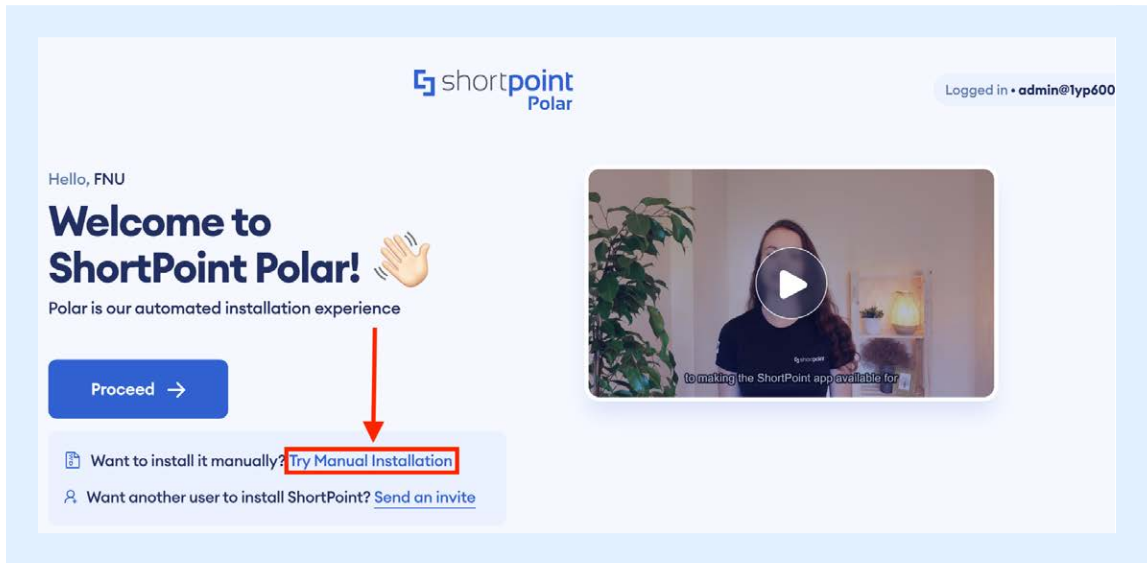 shortpoint
Polar
Logged in • admin@1yp600
Hello, FNU
Welcome to
ShortPoint Polar!
Polar is our automated installation experience
Proceed →
Want to install it manually? Try Manual Installation
Want another user to install ShortPoint? Send an invite
shortpoint
to making the ShortPoint app available for